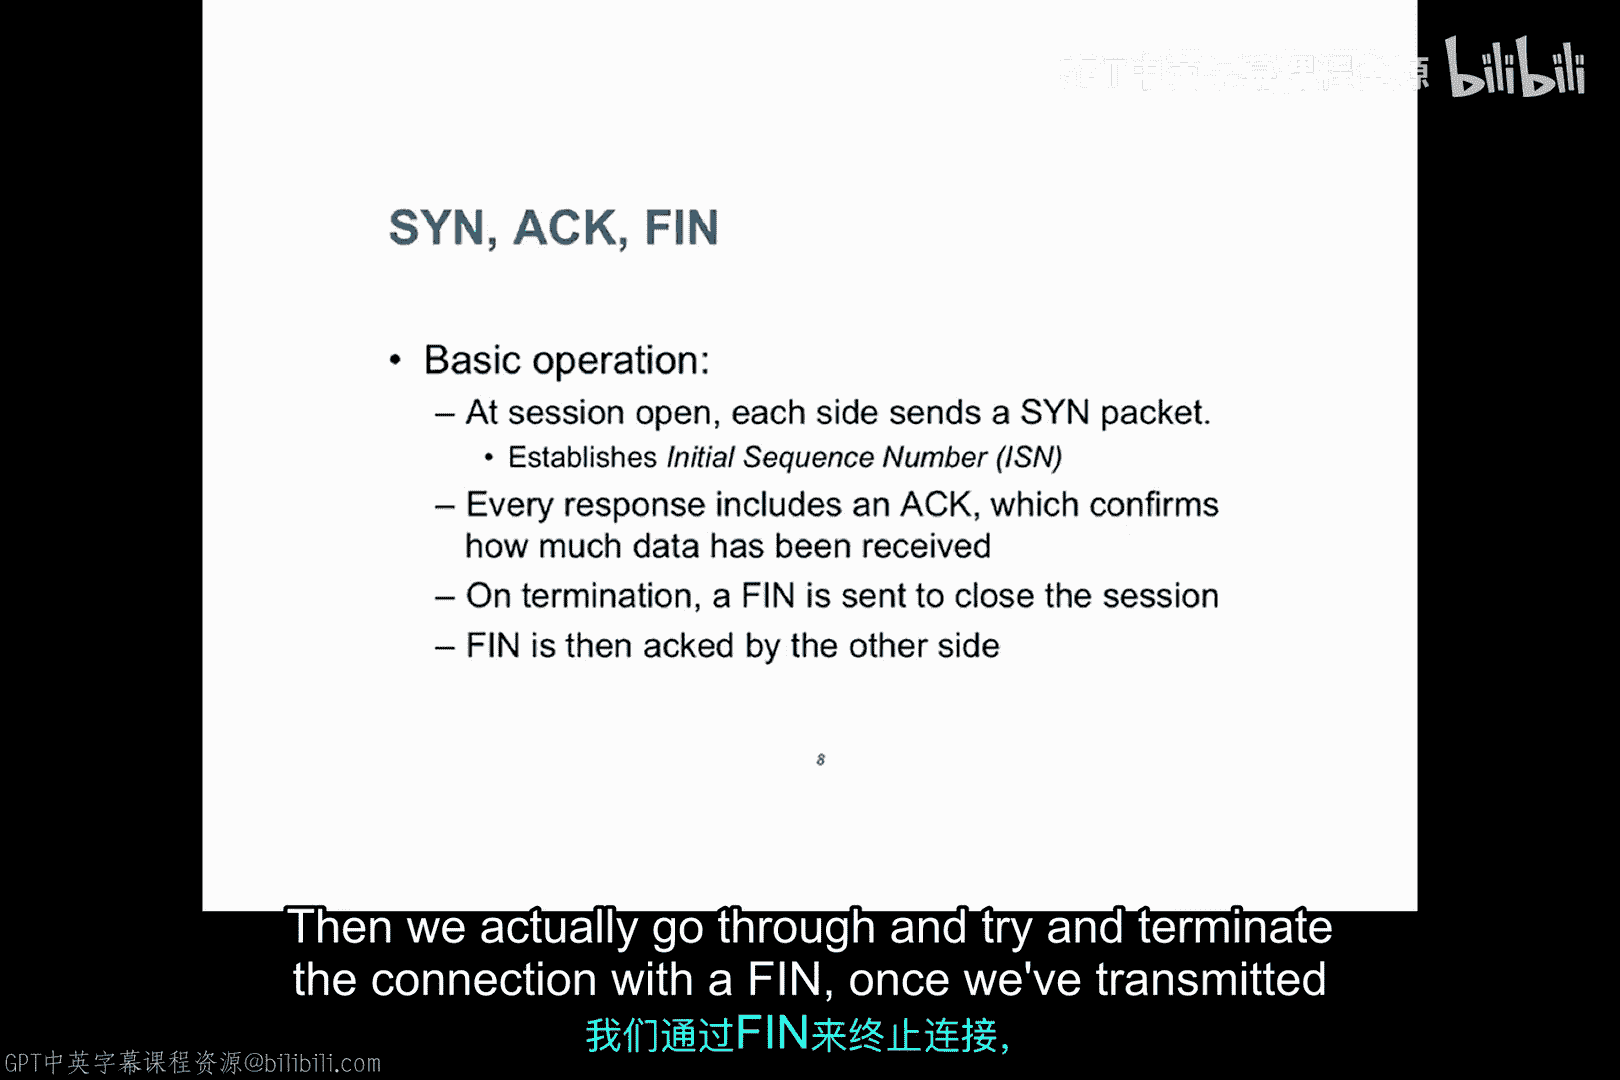 bilibili
SYN, ACK, FIN
• Basic operation:
– At session open, each side sends a SYN packet.
• Establishes Initial Sequence Number (ISN)
– Every response includes an ACK, which confirms
how much data has been received
– On termination, a FIN is sent to close the session
– FIN is then acked by the other side
8
Then we actually go through and try and terminate
the connection with a FIN, once we've transmitted
我们通过FIN来终止连接,
GPT中英字幕课程资源@bilibili.com